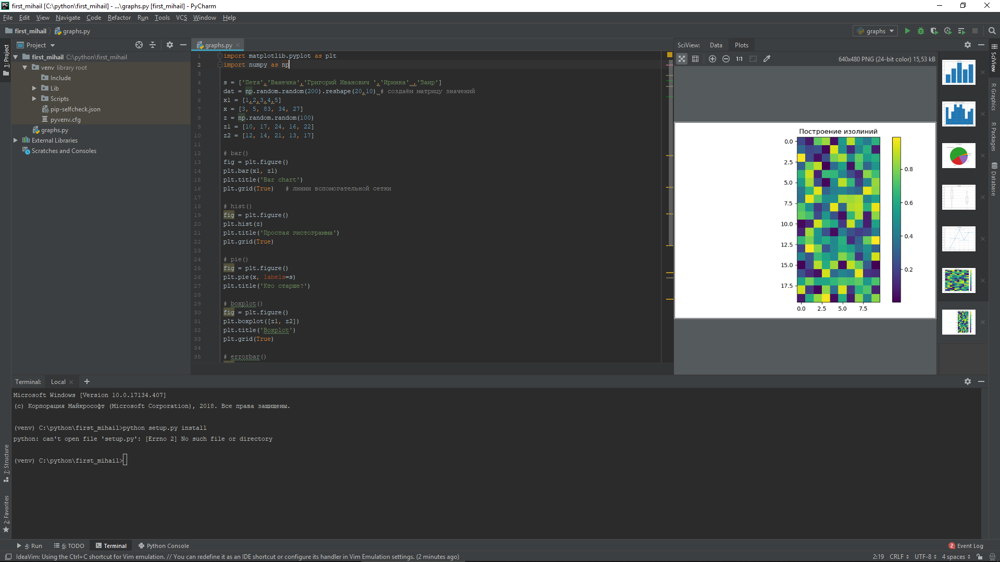 first_mihail [C:\python\first_mihail] - ...\graphs.py [first_mihail] - PyCharm
File Edit View Navigate Code Refactor Run Tools VCS Window Help
first_mihail graphs.py
graphs
Project
graphs.py
SciView: Data Plots
1: Project
first_mihail C:\python\first_mihail
venv library root
Include
Lib
Scripts
pip-selfcheck.json
pyvenv.cfg
graphs.py
External Libraries
Scratches and Consoles
1 import matplotlib.pyplot as plt
2 import numpy as np
3
4 s = ['Петя','Ванечка','Григорий Иванович ','Иринка' ,'Заир']
5 dat = np.random.random(200).reshape(20,10) # создаём матрицу значений
6 x1 = [1,2,3,4,5]
7 x = [3, 5, 83, 34, 27]
8 z = np.random.random(100)
9 z1 = [10, 17, 24, 16, 22]
10 z2 = [12, 14, 21, 13, 17]
11
12 # bar()
13 fig = plt.figure()
14 plt.bar(x1, z1)
15 plt.title('Bar chart')
16 plt.grid(True)   # линии вспомогательной сетки
17
18 # hist()
19 fig = plt.figure()
20 plt.hist(z)
21 plt.title('Простая гистограмма')
22 plt.grid(True)
23
24 # pie()
25 fig = plt.figure()
26 plt.pie(x, labels=s)
27 plt.title('Кто старше?')
28
29 # boxplot()
30 fig = plt.figure()
31 plt.boxplot([z1, z2])
32 plt.title('Boxplot')
33 plt.grid(True)
34
35 # errorbar()
1:1
640x480 PNG (24-bit color) 15,53 kB
Построение изолиний
0.0
2.5
5.0
7.5
10.0
12.5
15.0
17.5
0.0 2.5 5.0 7.5
0.8
0.6
0.4
0.2
SciView
R Graphics
R Packages
Database
Terminal: Local
Microsoft Windows [Version 10.0.17134.407]
(c) Корпорация Майкрософт (Microsoft Corporation), 2018. Все права защищены.
(venv) C:\python\first_mihail>python setup.py install
python: can't open file 'setup.py': [Errno 2] No such file or directory
(venv) C:\python\first_mihail>
7: Structure
2: Favorites
4: Run 6: TODO Terminal Python Console
2 Event Log
IdeaVim: Using the Ctrl+C shortcut for Vim emulation. // You can redefine it as an IDE shortcut or configure its handler in Vim Emulation settings. (2 minutes ago)
2:19 CRLF UTF-8 4 spaces